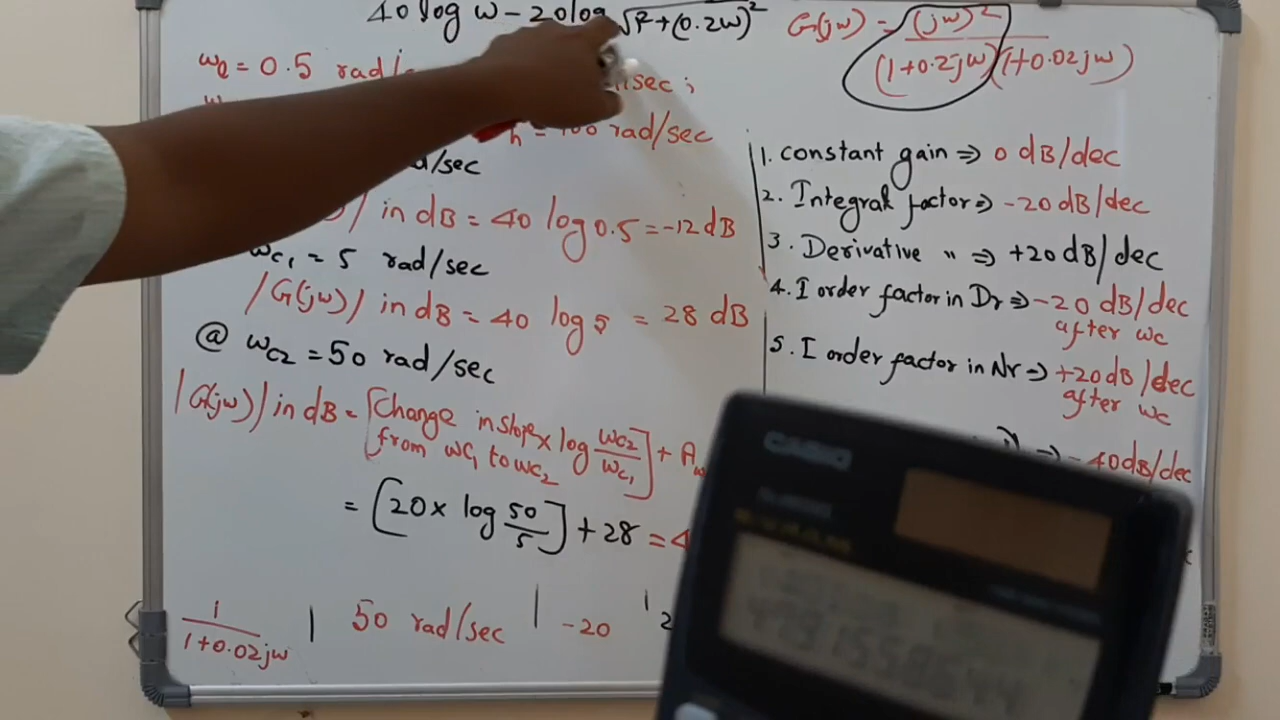 40 log ω - 20 log √1²+(0.2ω)²
G(jω) = (jω)² / (1+0.2jω)(1+0.02jω)
ωl = 0.5 rad/
sec;
h = 100 rad/sec
rad/sec
/ in dB = 40 log 0.5 = -12 dB
ωc1 = 5 rad/sec
/G(jω)/ in dB = 40 log 5 = 28 dB
@ ωc2 = 50 rad/sec
|G(jω)| in dB = [Change in slope from ωc1 to ωc2 × log ωc2/ωc1] + A
= [20 × log 50/5] + 28 = 4
1/1+0.02jω | 50 rad/sec | -20 | 2
1. constant gain ⇒ 0 dB/dec
2. Integral factor ⇒ -20 dB/dec
3. Derivative " ⇒ +20 dB/dec
4. I order factor in Dr ⇒ -20 dB/dec
after ωc
5. I order factor in Nr ⇒ +20 dB/dec
after ωc
⇒ -40 dB/dec
CASIO